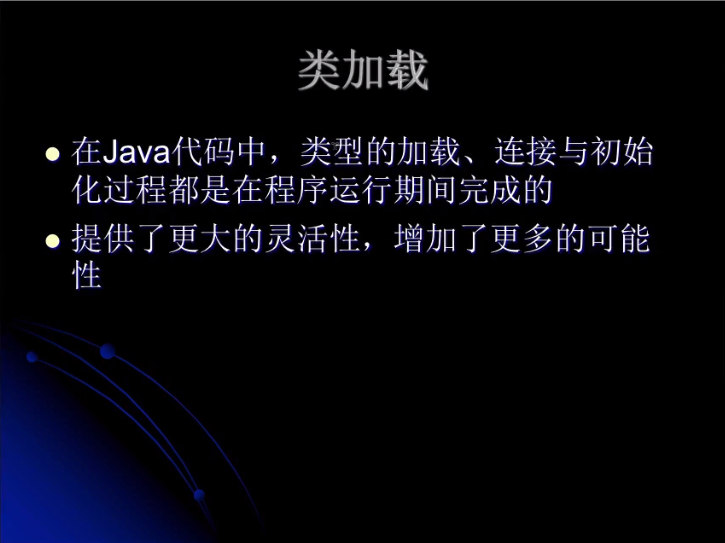 类加载
在Java代码中，类型的加载、连接与初始
化过程都是在程序运行期间完成的
提供了更大的灵活性，增加了更多的可能
性